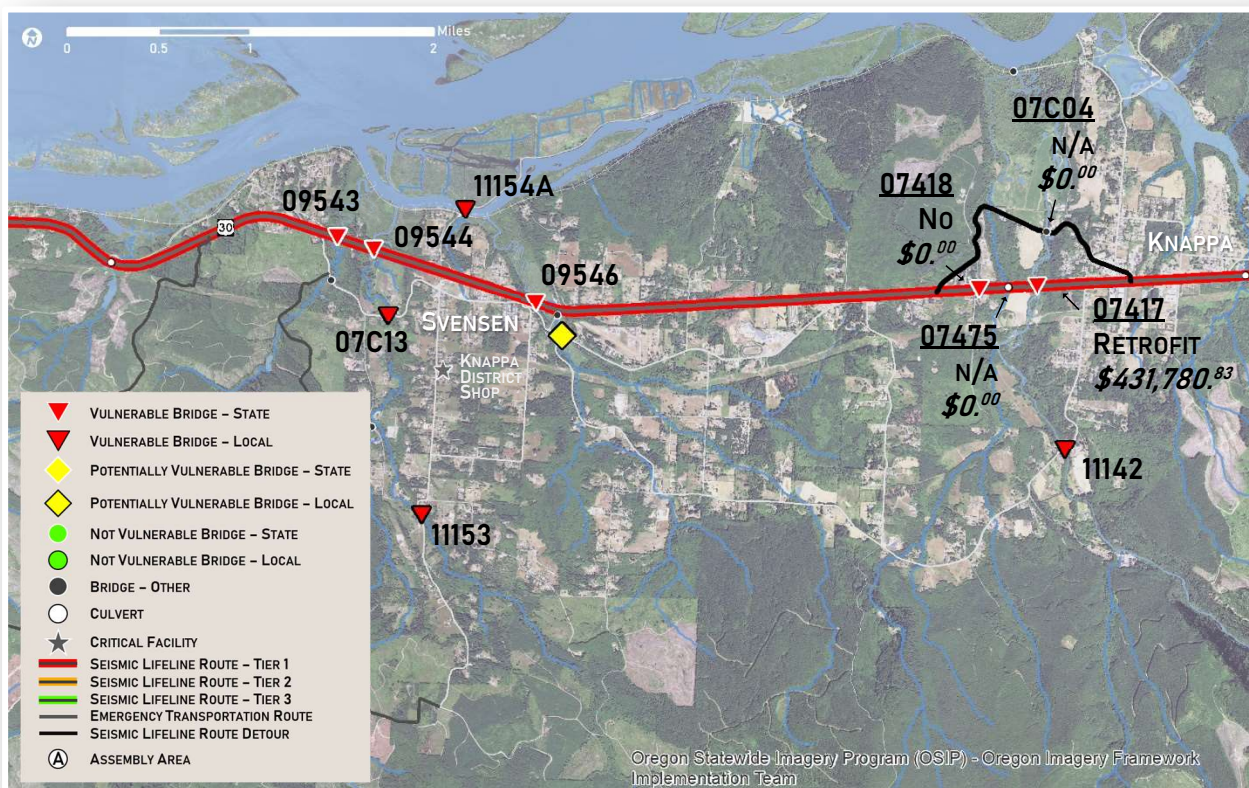 Miles
0 0.5 1 2
07C04
N/A
$0.00
07418
No
$0.00
11154A
09543
30
09544
09546
KNAPPA
07C13
SVENSEN
KNAPPA
DISTRICT
SHOP
07475
N/A
$0.00
07417
RETROFIT
$431,780.83
11142
11153
VULNERABLE BRIDGE – STATE
VULNERABLE BRIDGE – LOCAL
POTENTIALLY VULNERABLE BRIDGE – STATE
POTENTIALLY VULNERABLE BRIDGE – LOCAL
NOT VULNERABLE BRIDGE – STATE
NOT VULNERABLE BRIDGE – LOCAL
BRIDGE – OTHER
CULVERT
CRITICAL FACILITY
SEISMIC LIFELINE ROUTE – TIER 1
SEISMIC LIFELINE ROUTE – TIER 2
SEISMIC LIFELINE ROUTE – TIER 3
EMERGENCY TRANSPORTATION ROUTE
SEISMIC LIFELINE ROUTE DETOUR
A ASSEMBLY AREA
Oregon Statewide Imagery Program (OSIP) - Oregon Imagery Framework
Implementation Team